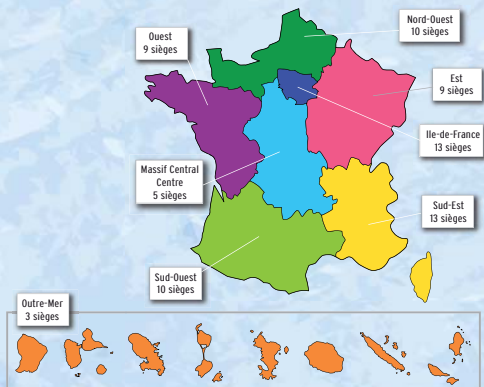 Nord-Ouest
10 sièges
Ouest
9 sièges
Est
9 sièges
Ile-de-France
13 sièges
Massif Central
Centre
5 sièges
Sud-Est
13 sièges
Sud-Ouest
10 sièges
Outre-Mer
3 sièges